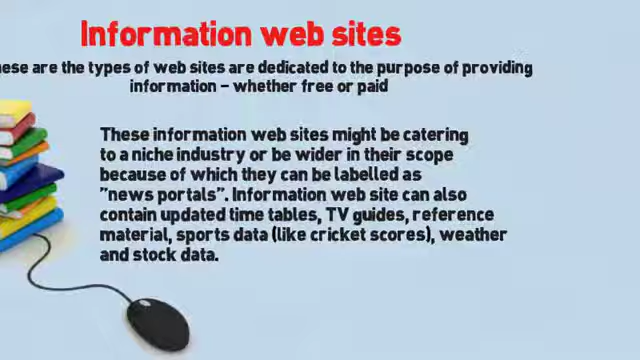 Information web sites
ese are the types of web sites are dedicated to the purpose of providing
information – whether free or paid
These information web sites might be catering
to a niche industry or be wider in their scope
because of which they can be labelled as
"news portals". Information web site can also
contain updated time tables, TV guides, reference
material, sports data (like cricket scores), weather
and stock data.